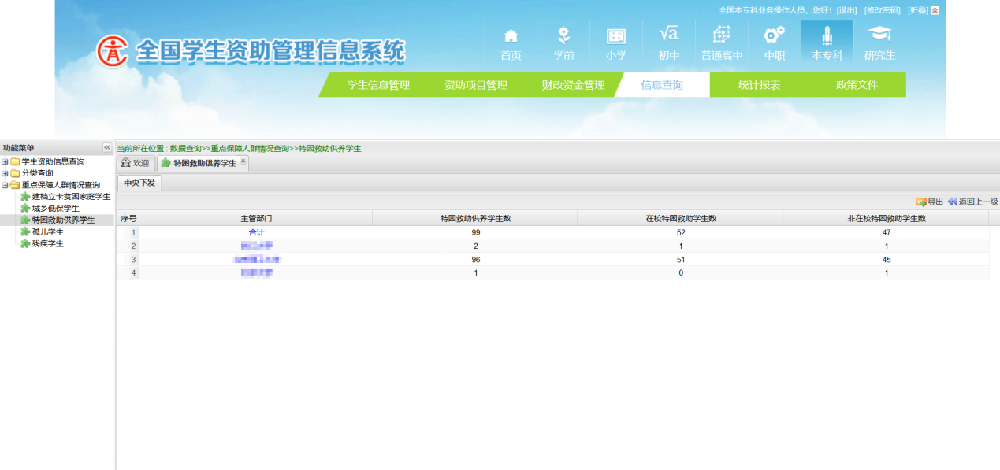 全国本专科业务操作人员，您好！ [退出] [修改密码] [折叠]
全国学生资助管理信息系统
首页 学前 小学 初中 普通高中 中职 本专科 研究生
学生信息管理 资助项目管理 财政资金管理 信息查询 统计报表 政策文件
功能菜单
学生资助信息查询
分类查询
重点保障人群情况查询
建档立卡贫困家庭学生
城乡低保学生
特困救助供养学生
孤儿学生
残疾学生
当前所在位置 : 数据查询>>重点保障人群情况查询>>特困救助供养学生
欢迎 特困救助供养学生
中央下发
导出 返回上一级
序号 主管部门 特困救助供养学生数 在校特困救助学生数 非在校特困救助学生数
1 合计 99 52 47
2 2 1 1
3 96 51 45
4 1 0 1